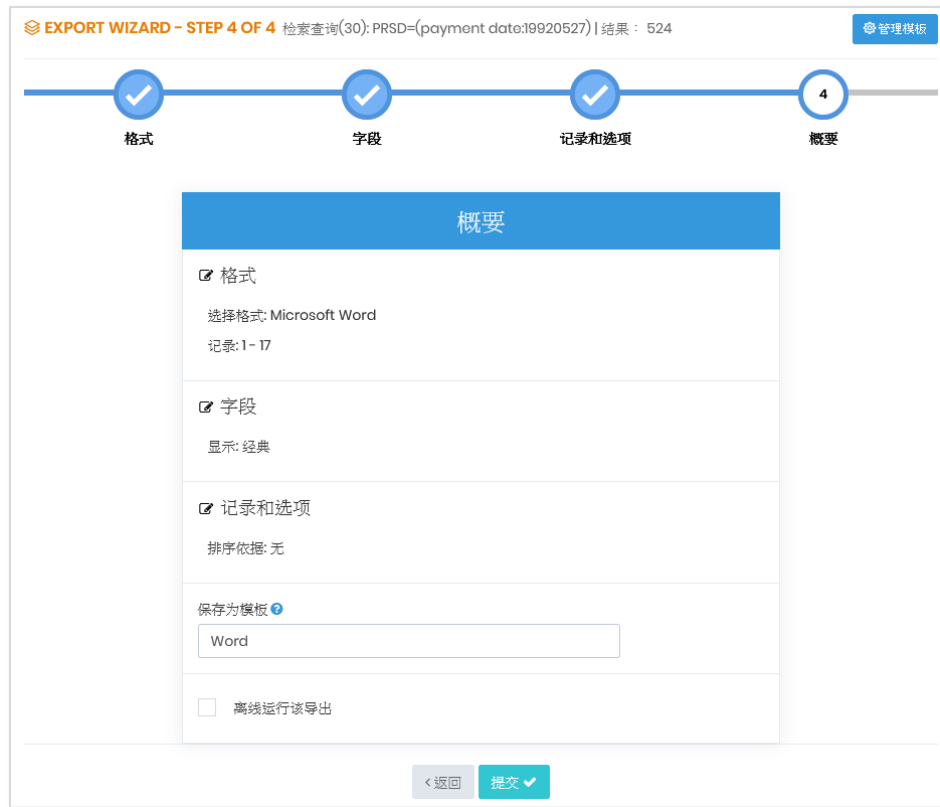 EXPORT WIZARD - STEP 4 OF 4 检索查询(30): PRSD=(payment date:19920527) | 结果： 524
管理模板
4
格式
字段
记录和选项
概要
概要
格式
选择格式: Microsoft Word
记录: 1 - 17
字段
显示: 经典
记录和选项
排序依据: 无
保存为模板
Word
离线运行该导出
<返回
提交